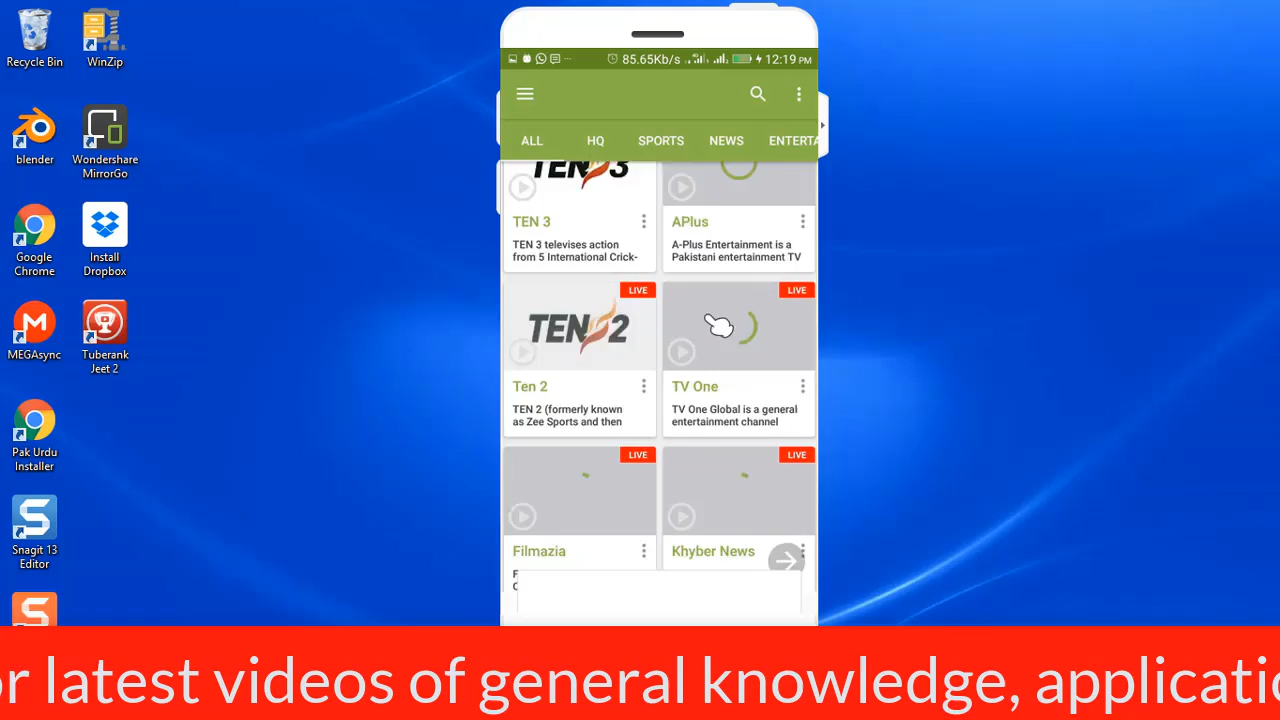 Recycle Bin
WinZip
blender
Wondershare
MirrorGo
Google
Chrome
Install
Dropbox
MEGAsync
Tuberank
Jeet 2
Pak Urdu
Installer
Snagit 13
Editor
85.65Kb/s
12:19 PM
ALL
HQ
SPORTS
NEWS
ENTERTA
TEN 3
TEN 3
TEN 3 televises action
from 5 International Crick-
APlus
A-Plus Entertainment is a
Pakistani entertainment TV
LIVE
TEN 2
Ten 2
TEN 2 (formerly known
as Zee Sports and then
LIVE
TV One
TV One Global is a general
entertainment channel
LIVE
Filmazia
LIVE
Khyber News
or latest videos of general knowledge, applicatio